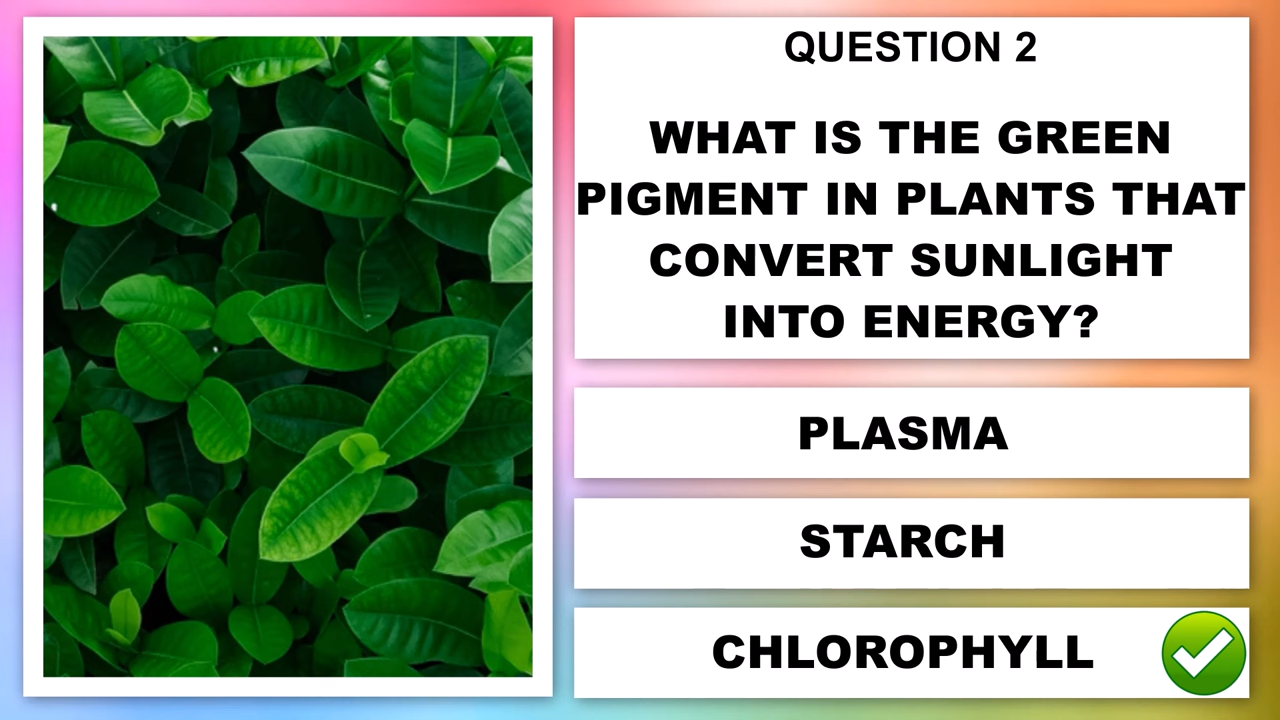 QUESTION 2
WHAT IS THE GREEN
PIGMENT IN PLANTS THAT
CONVERT SUNLIGHT
INTO ENERGY?
PLASMA
STARCH
CHLOROPHYLL